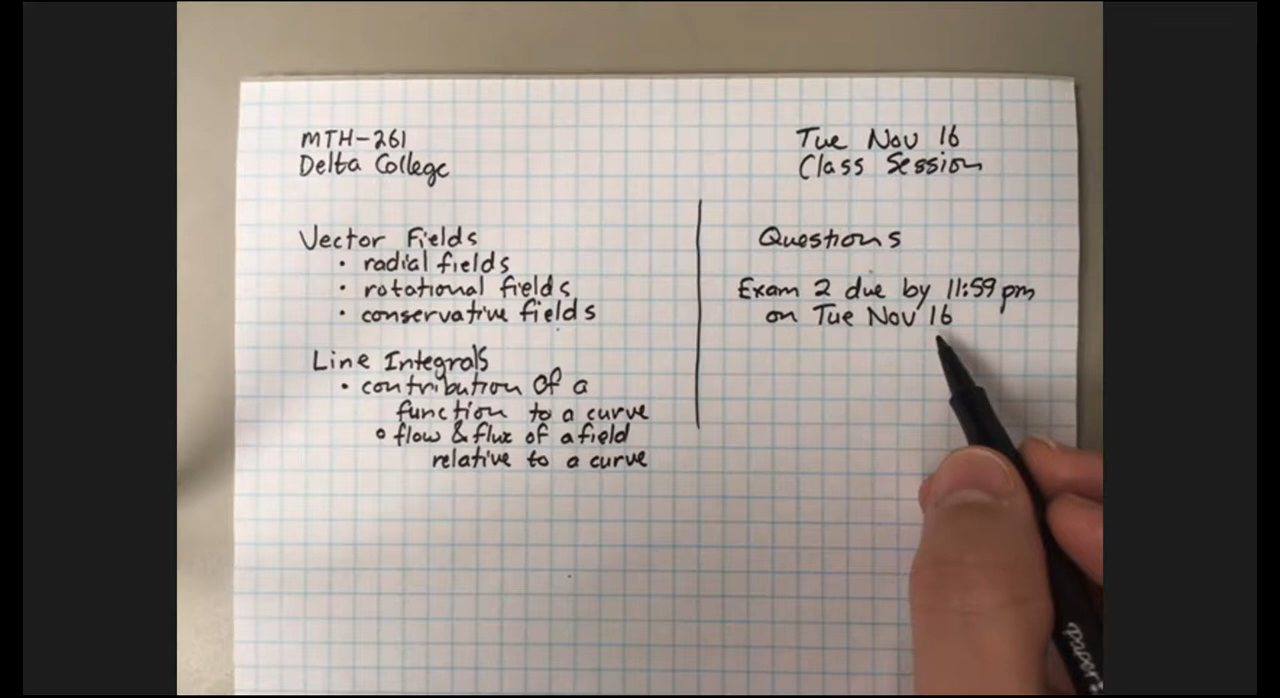 MTH-261
Delta College
Tue Nov 16
Class Session
Vector Fields
• radial fields
• rotational fields
• conservative fields
Line Integrals
• contribution of a
function to a curve
• flow & flux of a field
relative to a curve
Questions
Exam 2 due by 11:59 pm
on Tue Nov 16